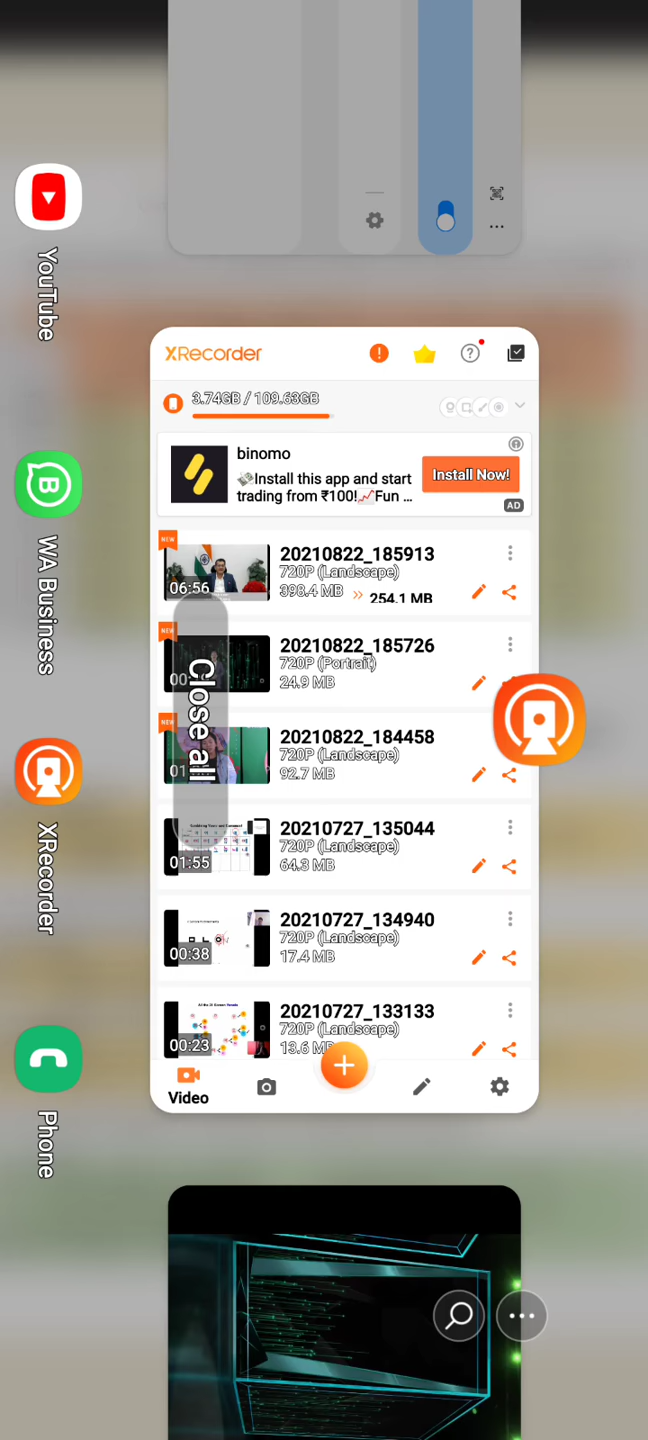 YouTube
WA Business
XRecorder
Phone
Close all
XRecorder
3.74GB / 109.63GB
binomo
💸Install this app and start
trading from ₹100!📈Fun ...
Install Now!
AD
NEW
06:56
20210822_185913
720P (Landscape)
398.4 MB >> 254.1 MB
NEW
20210822_185726
720P (Portrait)
24.9 MB
NEW
20210822_184458
720P (Landscape)
92.7 MB
01:55
20210727_135044
720P (Landscape)
64.3 MB
00:38
20210727_134940
720P (Landscape)
17.4 MB
00:23
20210727_133133
720P (Landscape)
13.6 MB
Video